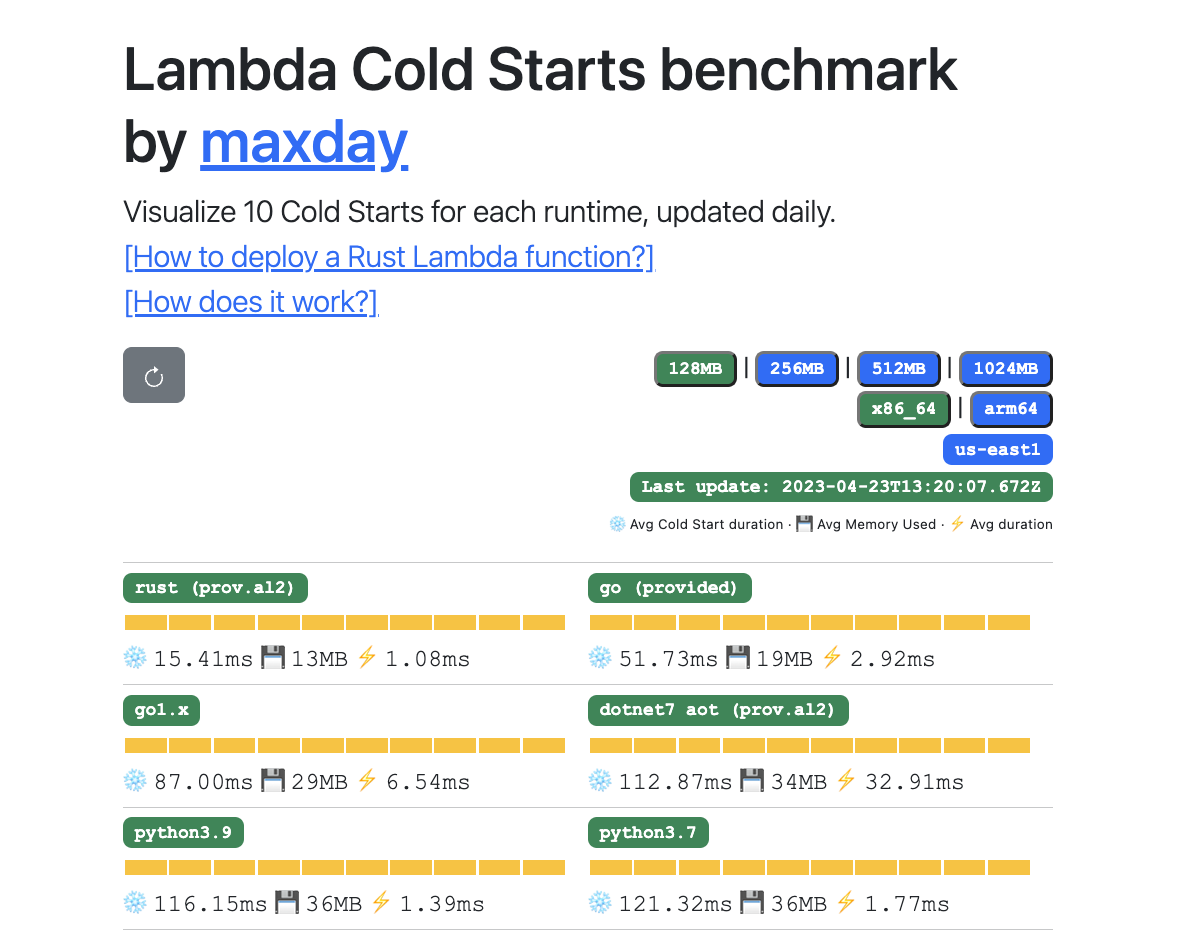 Lambda Cold Starts benchmark
by maxday
Visualize 10 Cold Starts for each runtime, updated daily.
[How to deploy a Rust Lambda function?]
[How does it work?]
128MB | 256MB | 512MB | 1024MB
x86_64 | arm64
us-east1
Last update: 2023-04-23T13:20:07.672Z
❄️ Avg Cold Start duration · 💾 Avg Memory Used · ⚡ Avg duration
rust (prov.al2)
❄️ 15.41ms 💾 13MB ⚡ 1.08ms
go (provided)
❄️ 51.73ms 💾 19MB ⚡ 2.92ms
go1.x
❄️ 87.00ms 💾 29MB ⚡ 6.54ms
dotnet7 aot (prov.al2)
❄️ 112.87ms 💾 34MB ⚡ 32.91ms
python3.9
❄️ 116.15ms 💾 36MB ⚡ 1.39ms
python3.7
❄️ 121.32ms 💾 36MB ⚡ 1.77ms